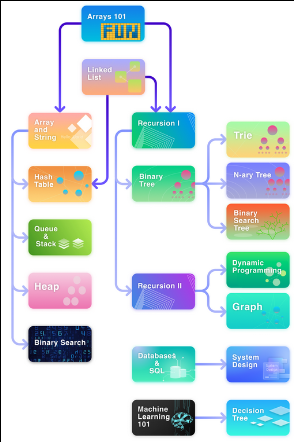 Arrays 101
FUN
Linked
List
Array
and
String
Recursion I
Trie
Hash
Table
Binary
Tree
N-ary Tree
Binary
Search
Tree
Queue
&
Stack
Heap
Recursion II
Dynamic
Programming
Graph
Binary Search
Databases
&
SQL
System
Design
Machine
Learning
101
Decision
Tree